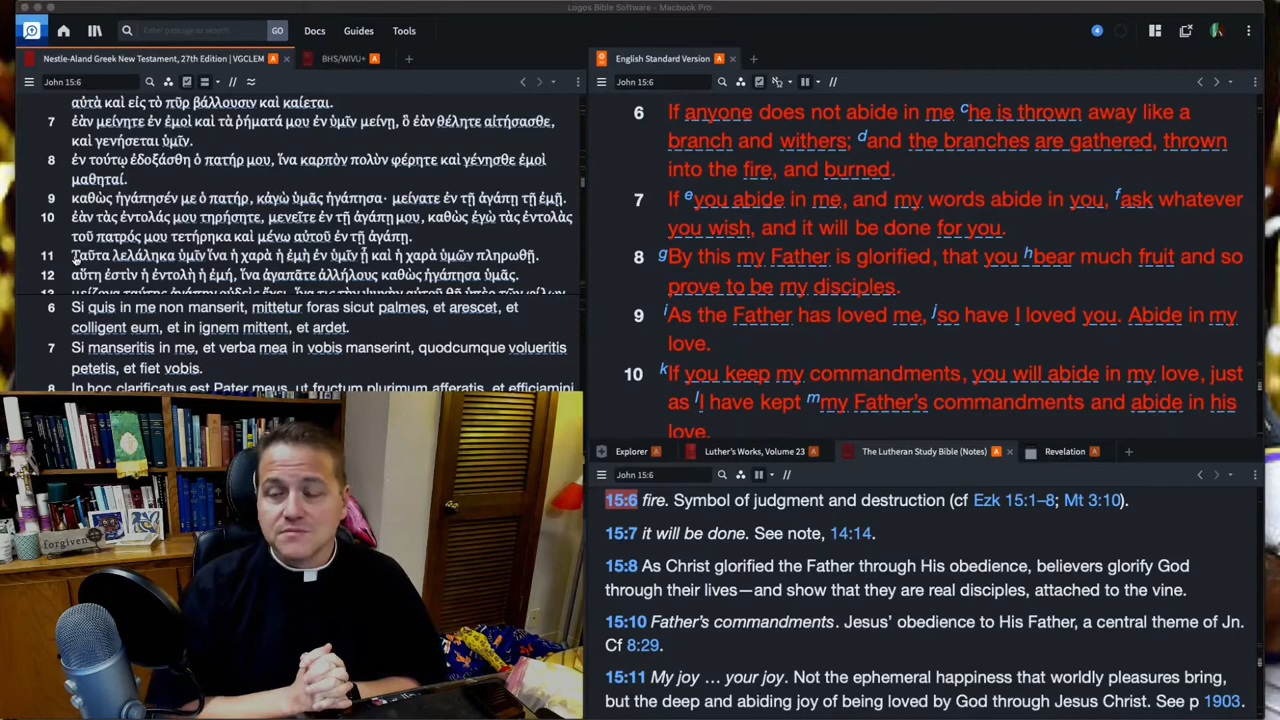 Logos Bible Software - Macbook Pro
Enter passage or search
GO
Docs
Guides
Tools
4
Nestle-Aland Greek New Testament, 27th Edition | VGCLEM A
BHS/WIVU+ A
John 15:6
αὐτὰ καὶ εἰς τὸ πῦρ βάλλουσιν καὶ καίεται.
7 ἐὰν μείνητε ἐν ἐμοὶ καὶ τὰ ῥήματά μου ἐν ὑμῖν μείνῃ, ὃ ἐὰν θέλητε αἰτήσασθε,
καὶ γενήσεται ὑμῖν.
8 ἐν τούτῳ ἐδοξάσθη ὁ πατήρ μου, ἵνα καρπὸν πολὺν φέρητε καὶ γένησθε ἐμοὶ
μαθηταί.
9 καθὼς ἠγάπησέν με ὁ πατήρ, κἀγὼ ὑμᾶς ἠγάπησα· μείνατε ἐν τῇ ἀγάπῃ τῇ ἐμῇ.
10 ἐὰν τὰς ἐντολάς μου τηρήσητε, μενεῖτε ἐν τῇ ἀγάπῃ μου, καθὼς ἐγὼ τὰς ἐντολὰς
τοῦ πατρός μου τετήρηκα καὶ μένω αὐτοῦ ἐν τῇ ἀγάπῃ.
11 Ταῦτα λελάληκα ὑμῖν ἵνα ἡ χαρὰ ἡ ἐμὴ ἐν ὑμῖν ᾖ καὶ ἡ χαρὰ ὑμῶν πληρωθῇ.
12 αὕτη ἐστὶν ἡ ἐντολὴ ἡ ἐμή, ἵνα ἀγαπᾶτε ἀλλήλους καθὼς ἠγάπησα ὑμᾶς.
6 Si quis in me non manserit, mittetur foras sicut palmes, et arescet, et
colligent eum, et in ignem mittent, et ardet.
7 Si manseritis in me, et verba mea in vobis manserint, quodcumque volueritis
petetis, et fiet vobis.
8 In hoc clarificatus est Pater meus, ut fructum plurimum afferatis, et efficiamini
forgiven
English Standard Version A
John 15:6
6 If anyone does not abide in me c he is thrown away like a
branch and withers; d and the branches are gathered, thrown
into the fire, and burned.
7 If e you abide in me, and my words abide in you, f ask whatever
you wish, and it will be done for you.
8 g By this my Father is glorified, that you h bear much fruit and so
prove to be my disciples.
9 i As the Father has loved me, j so have I loved you. Abide in my
love.
10 k If you keep my commandments, you will abide in my love, just
as l I have kept m my Father's commandments and abide in his
love.
Explorer A
Luther's Works, Volume 23 A
The Lutheran Study Bible (Notes) A
Revelation A
John 15:6
15:6 fire. Symbol of judgment and destruction (cf Ezk 15:1–8; Mt 3:10).
15:7 it will be done. See note, 14:14.
15:8 As Christ glorified the Father through His obedience, believers glorify God
through their lives—and show that they are real disciples, attached to the vine.
15:10 Father's commandments. Jesus' obedience to His Father, a central theme of Jn.
Cf 8:29.
15:11 My joy … your joy. Not the ephemeral happiness that worldly pleasures bring,
but the deep and abiding joy of being loved by God through Jesus Christ. See p 1903.